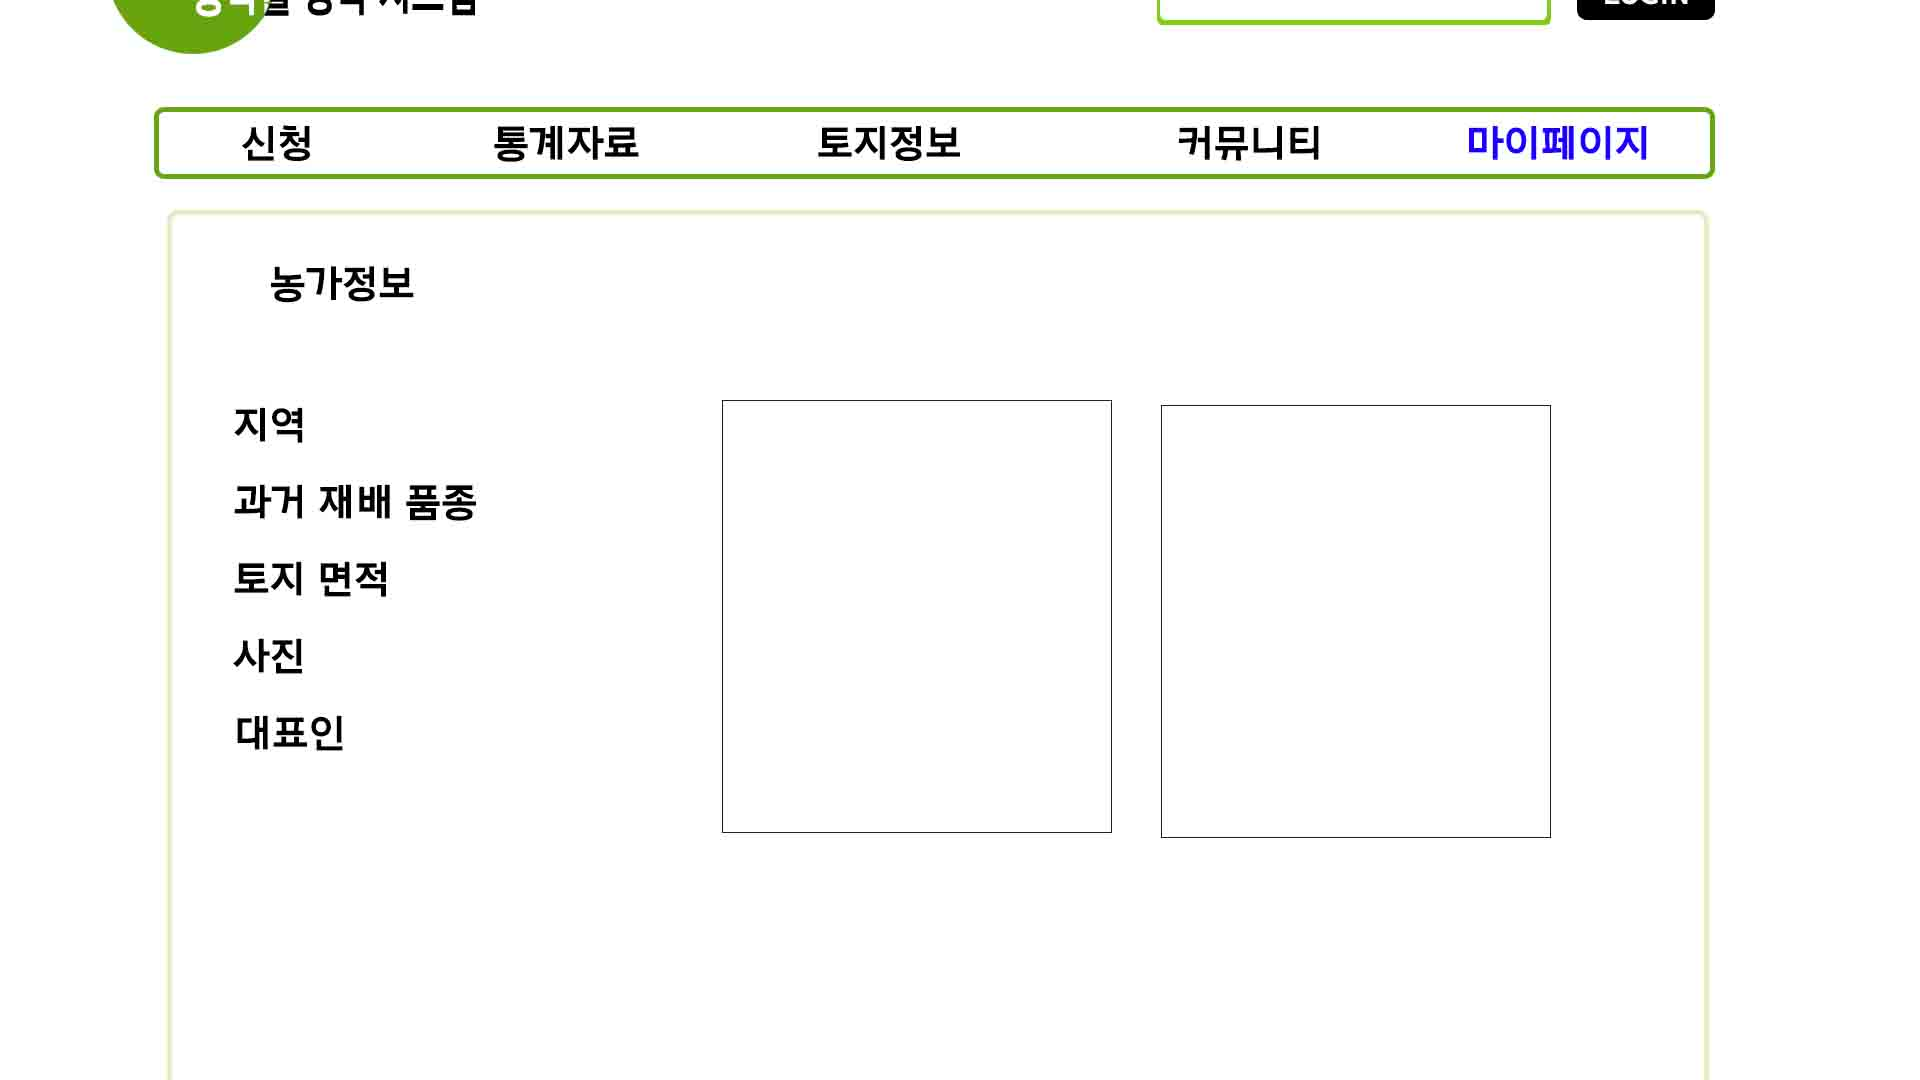 LOGIN
신청 통계자료 토지정보 커뮤니티 마이페이지
농가정보
지역
과거 재배 품종
토지 면적
사진
대표인